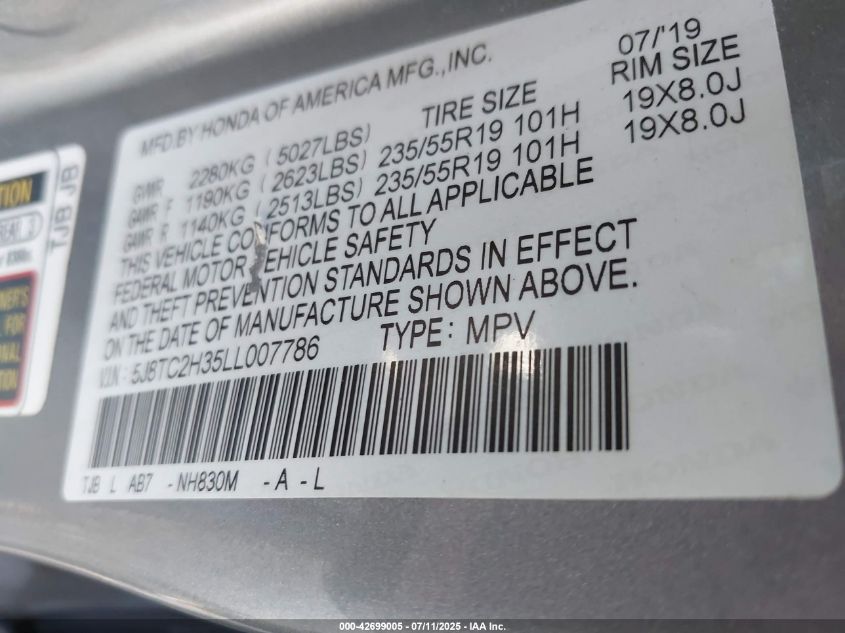 MFD.BY HONDA OF AMERICA MFG.,INC. 07/'19
TIRE SIZE RIM SIZE
GVWR 2280KG (5027LBS)
GAWR F 1190KG (2623LBS) 235/55R19 101H 19X8.0J
GAWR R 1140KG (2513LBS) 235/55R19 101H 19X8.0J
THIS VEHICLE CONFORMS TO ALL APPLICABLE
FEDERAL MOTOR VEHICLE SAFETY
AND THEFT PREVENTION STANDARDS IN EFFECT
ON THE DATE OF MANUFACTURE SHOWN ABOVE.
V.I.N.: 5J8TC2H35LL007786 TYPE: MPV
TJB L AB7 -NH830M -A-L
TJB JB
000-42699005 - 07/11/2025 - IAA Inc.